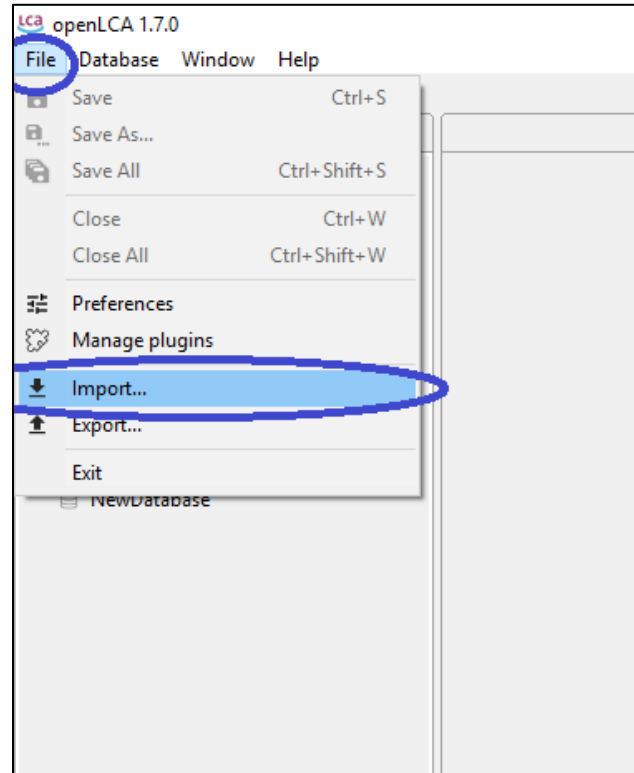 LCA openLCA 1.7.0
File Database Window Help
Save Ctrl+S
Save As...
Save All Ctrl+Shift+S
Close Ctrl+W
Close All Ctrl+Shift+W
Preferences
Manage plugins
Import...
Export...
Exit
NewDatabase